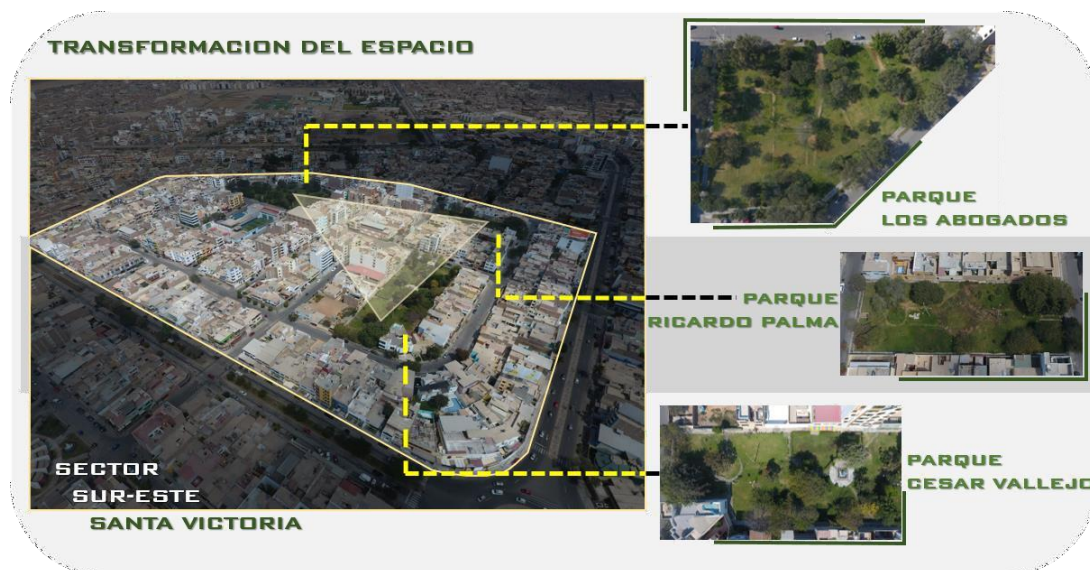 TRANSFORMACION DEL ESPACIO
PARQUE
LOS ABOGADOS
PARQUE
RICARDO PALMA
PARQUE
CESAR VALLEJO
SECTOR
SUR-ESTE
SANTA VICTORIA